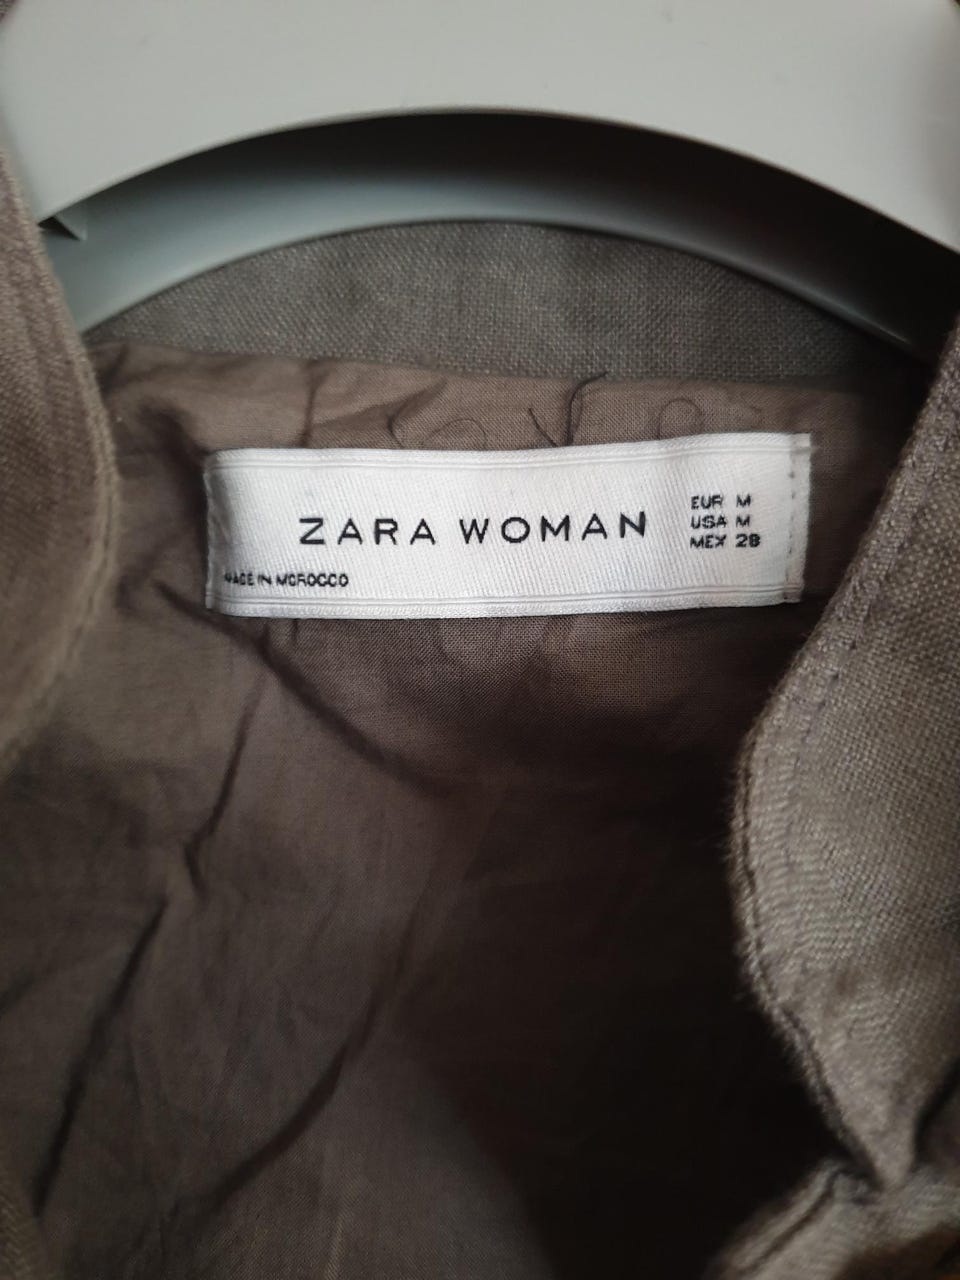 ZARA WOMAN
EUR M
USA M
MEX 28
MADE IN MOROCCO